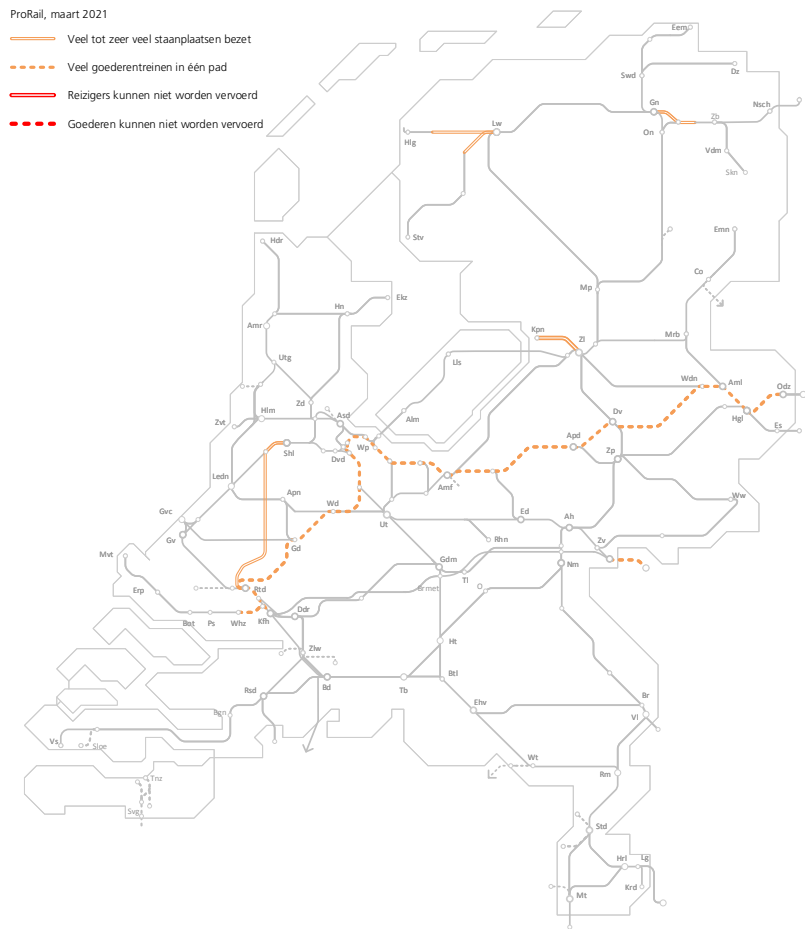 ProRail, maart 2021
Veel tot zeer veel staanplaatsen bezet
Veel goederentreinen in één pad
Reizigers kunnen niet worden vervoerd
Goederen kunnen niet worden vervoerd
Eem
Swd
Dz
Gn
Nsch
Zb
On
Lw
Hlg
Vdm
Skn
Stv
Emn
Hdr
Co
Mp
Ekz
Hn
Amr
Kpn
Zl
Mrb
Utg
Lls
Wdn
Aml
Odz
Zd
Asd
Hlm
Alm
Dv
Hgl
Zvt
Es
Shl
Dvd
Wp
Apd
Zp
Ledn
Amf
Apn
Wd
Ww
Gvc
Ut
Ed
Ah
Gv
Gd
Rhn
Zv
Mvt
Gdm
Nm
Erp
Rtd
Brmet
Tl
O
Bot
Ps
Whz
Kfh
Ddr
Zlw
Ht
Btl
Rsd
Bd
Tb
Br
Bgn
Ehv
Vl
Vs
Sloe
Wt
Rm
Tnz
Svg
Std
Hrl
Lg
Krd
Mt